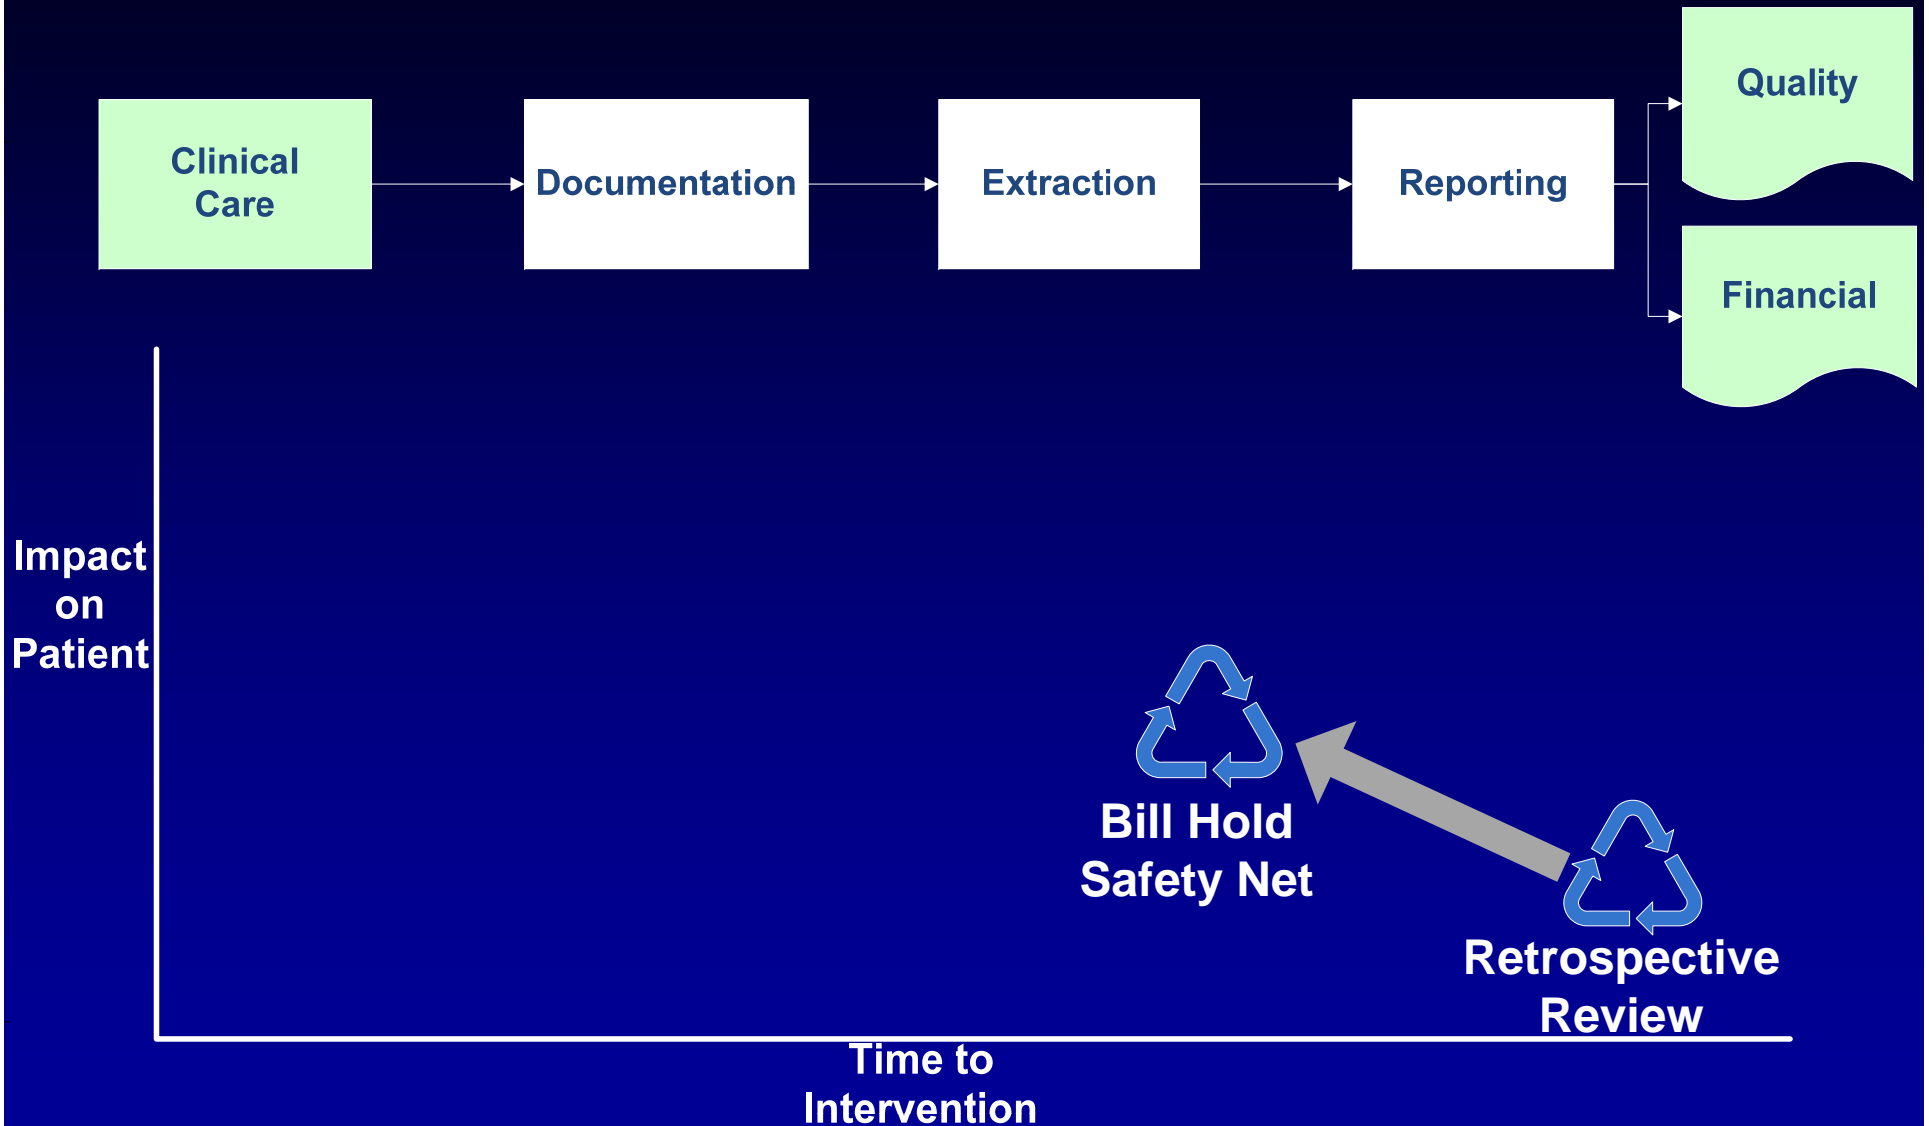 Clinical
Care
Documentation
Extraction
Reporting
Quality
Financial
Impact
on
Patient
Bill Hold
Safety Net
Retrospective
Review
Time to
Intervention